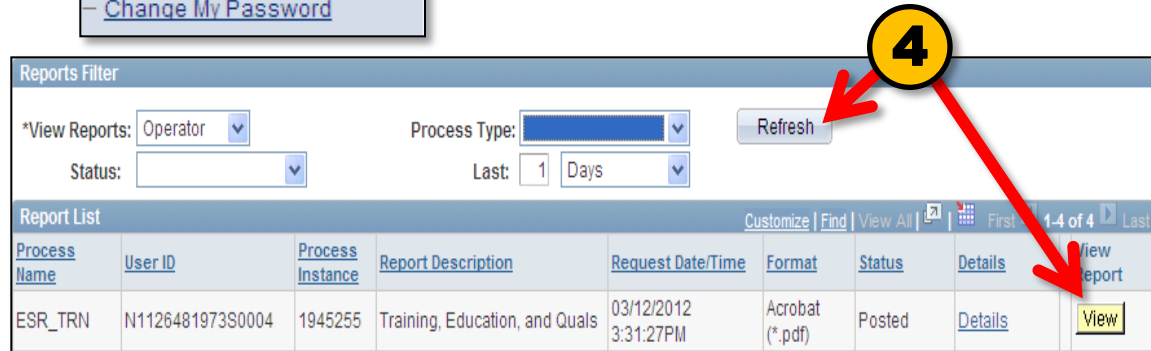 – Change My Password
4
Reports Filter
*View Reports: Operator Process Type: Refresh
Status: Last: 1 Days
Report List Customize | Find | View All | | First 1-4 of 4 Last
Process Name User ID Process Instance Report Description Request Date/Time Format Status Details View Report
ESR_TRN N1126481973S0004 1945255 Training, Education, and Quals 03/12/2012 3:31:27PM Acrobat (*.pdf) Posted Details View